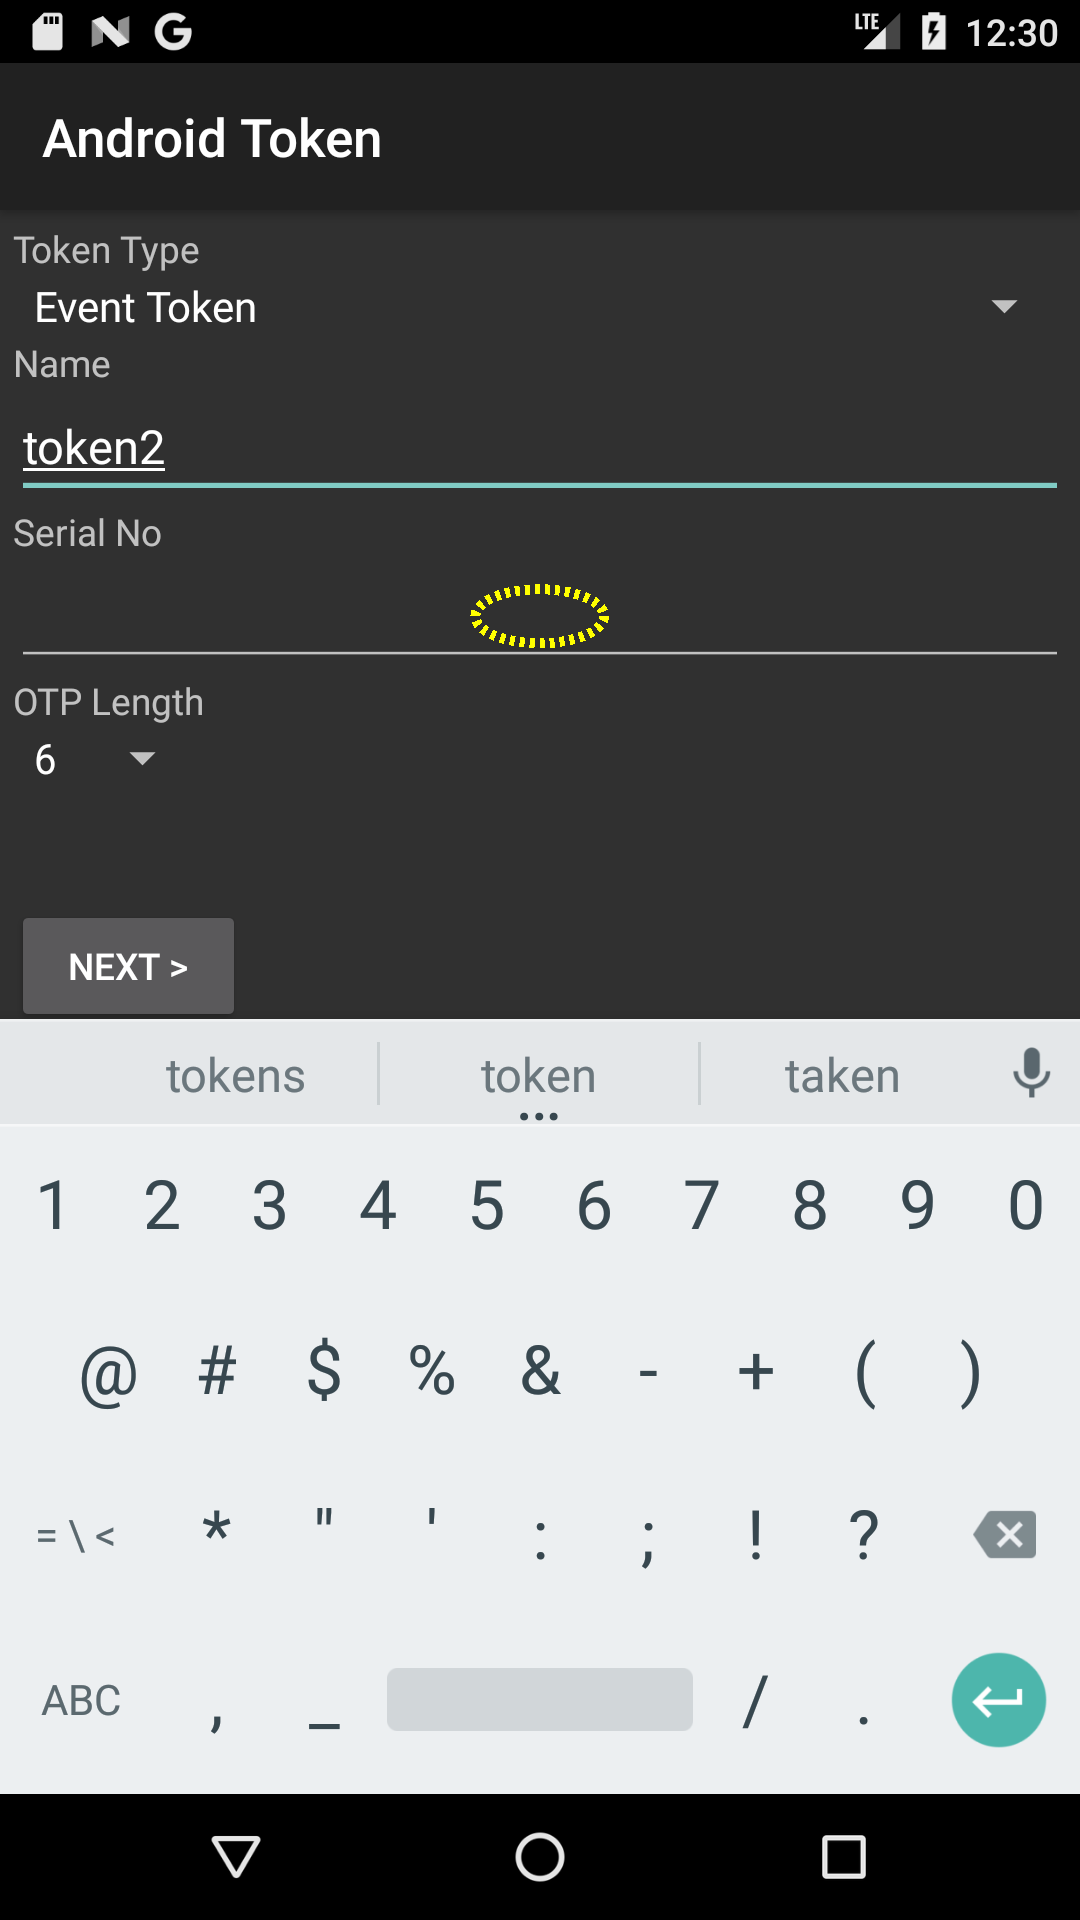 LTE 12:30
Android Token
Token Type
Event Token
Name
token2
Serial No
OTP Length
6
NEXT >
tokens token taken
1 2 3 4 5 6 7 8 9 0
@ # $ % & - + ( )
= \ < * " ' : ; ! ?
ABC , _ / .